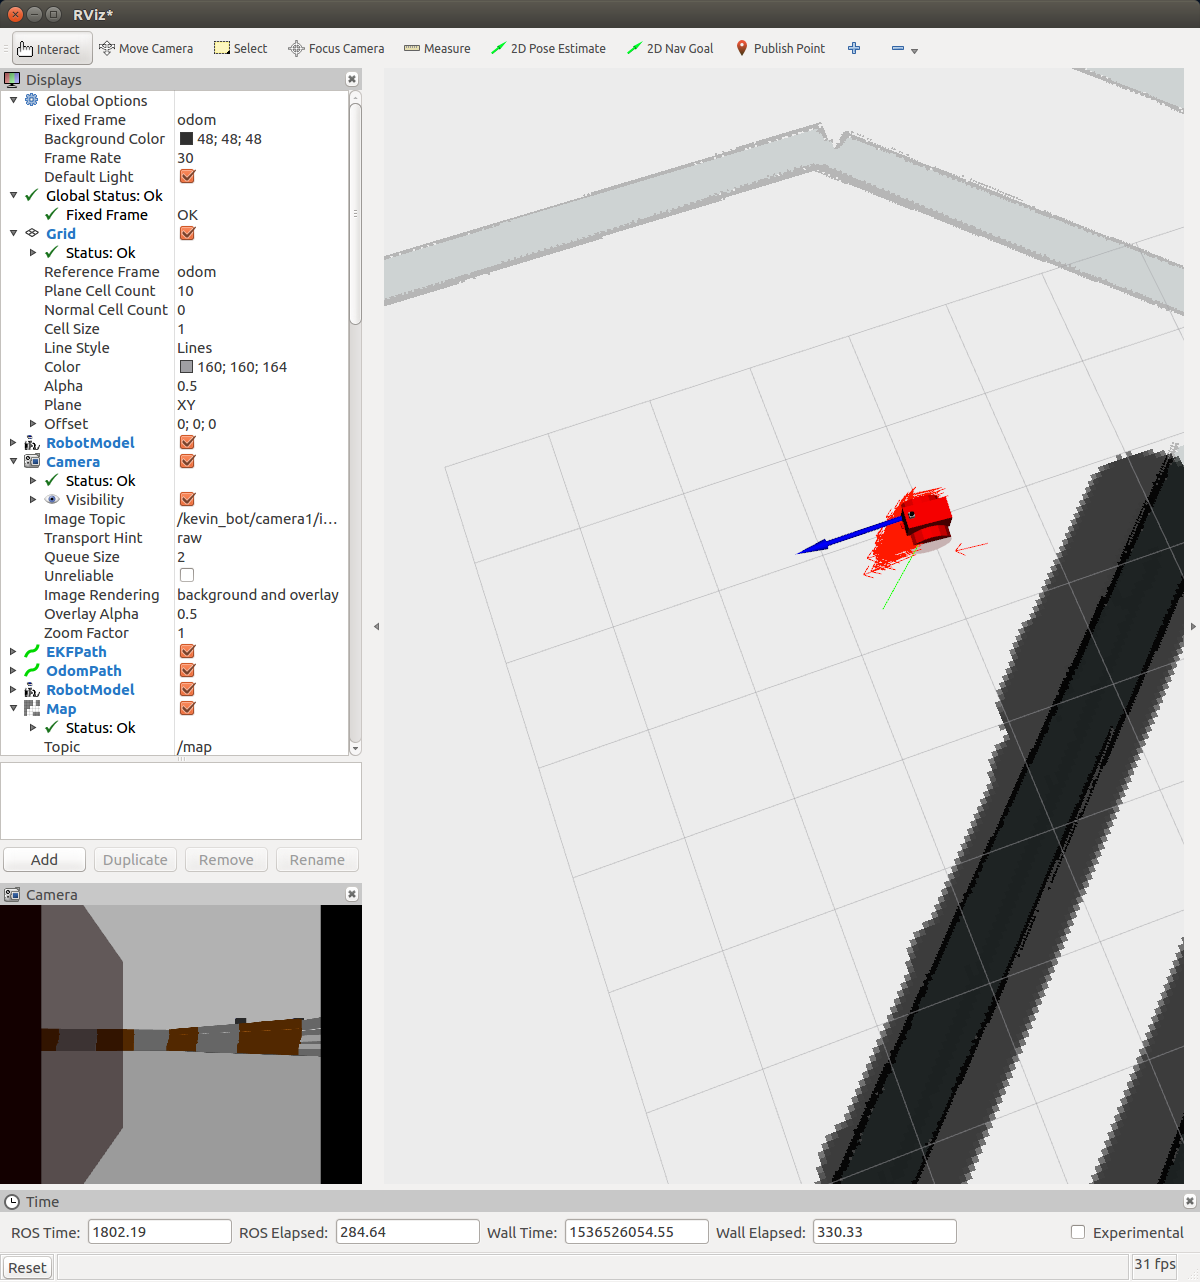 RViz*
Interact Move Camera Select Focus Camera Measure 2D Pose Estimate 2D Nav Goal Publish Point
Displays
Global Options
Fixed Frame odom
Background Color 48; 48; 48
Frame Rate 30
Default Light
Global Status: Ok
Fixed Frame OK
Grid
Status: Ok
Reference Frame odom
Plane Cell Count 10
Normal Cell Count 0
Cell Size 1
Line Style Lines
Color 160; 160; 164
Alpha 0.5
Plane XY
Offset 0; 0; 0
RobotModel
Camera
Status: Ok
Visibility
Image Topic /kevin_bot/camera1/i...
Transport Hint raw
Queue Size 2
Unreliable
Image Rendering background and overlay
Overlay Alpha 0.5
Zoom Factor 1
EKFPath
OdomPath
RobotModel
Map
Status: Ok
Topic /map
Add Duplicate Remove Rename
Camera
Time
ROS Time: 1802.19 ROS Elapsed: 284.64 Wall Time: 1536526054.55 Wall Elapsed: 330.33 Experimental
Reset 31 fps